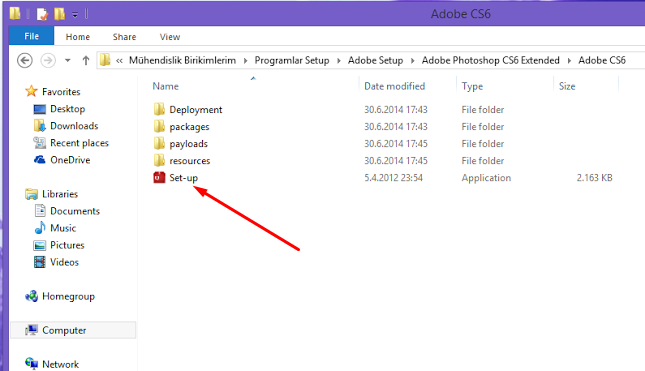 Adobe CS6
File Home Share View
« Mühendislik Birikimlerim Programlar Setup Adobe Setup Adobe Photoshop CS6 Extended Adobe CS6
Name Date modified Type Size
Favorites
Desktop
Downloads
Recent places
OneDrive
Libraries
Documents
Music
Pictures
Videos
Homegroup
Computer
Network
Deployment 30.6.2014 17:43 File folder
packages 30.6.2014 17:43 File folder
payloads 30.6.2014 17:45 File folder
resources 30.6.2014 17:45 File folder
Set-up 5.4.2012 23:54 Application 2.163 KB